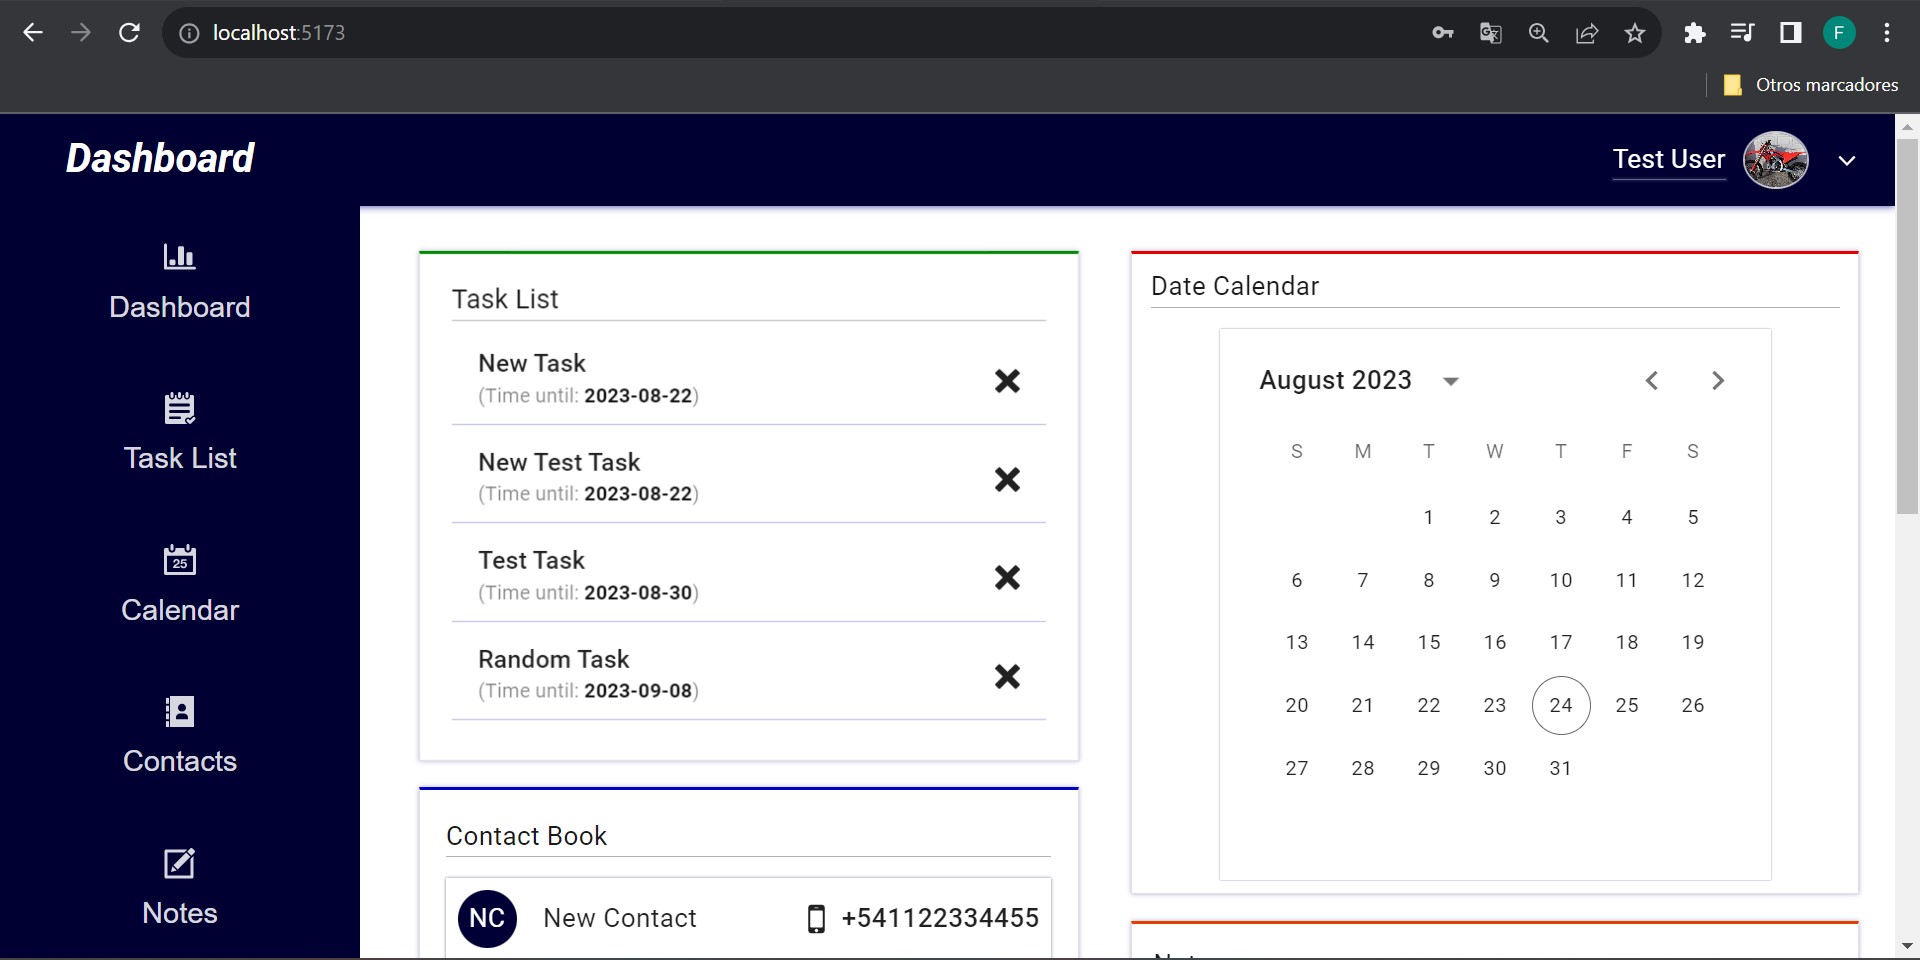 localhost:5173
F
Otros marcadores
Dashboard
Test User
Dashboard
Task List
25
Calendar
Contacts
Notes
Task List
New Task
(Time until: 2023-08-22)
New Test Task
(Time until: 2023-08-22)
Test Task
(Time until: 2023-08-30)
Random Task
(Time until: 2023-09-08)
Contact Book
NC New Contact +541122334455
Date Calendar
August 2023
S M T W T F S
1 2 3 4 5
6 7 8 9 10 11 12
13 14 15 16 17 18 19
20 21 22 23 24 25 26
27 28 29 30 31